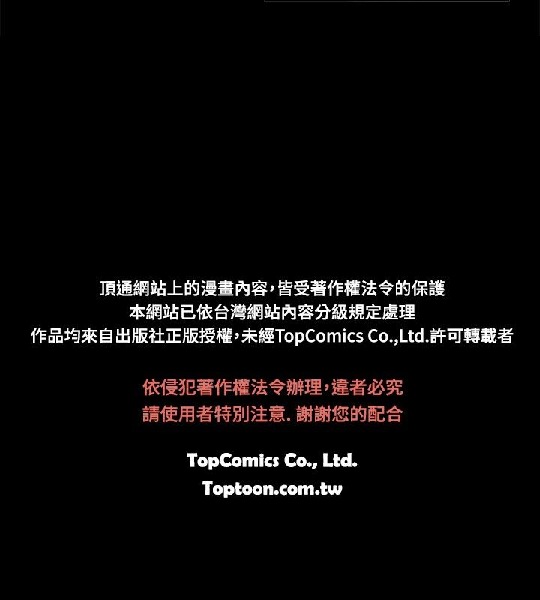 頂通網站上的漫畫內容,皆受著作權法令的保護
本網站已依台灣網站內容分級規定處理
作品均來自出版社正版授權,未經TopComics Co.,Ltd.許可轉載者
依侵犯著作權法令辦理,違者必究
請使用者特別注意. 謝謝您的配合
TopComics Co., Ltd.
Toptoon.com.tw